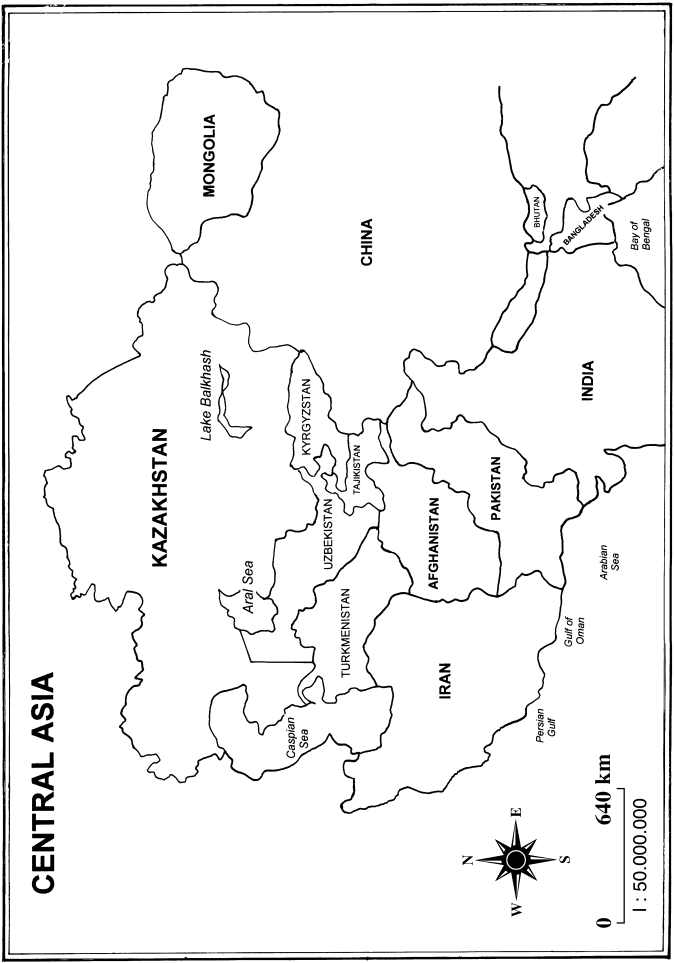 CENTRAL ASIA
MONGOLIA
KAZAKHSTAN
CHINA
Lake Balkhash
Aral Sea
KYRGYZSTAN
UZBEKISTAN
TAJIKISTAN
TURKMENISTAN
Caspian
Sea
AFGHANISTAN
PAKISTAN
IRAN
INDIA
BHUTAN
BANGLADESH
Bay of
Bengal
Arabian
Sea
Gulf of
Oman
Persian
Gulf
N
W
E
S
0
640 km
I : 50.000.000